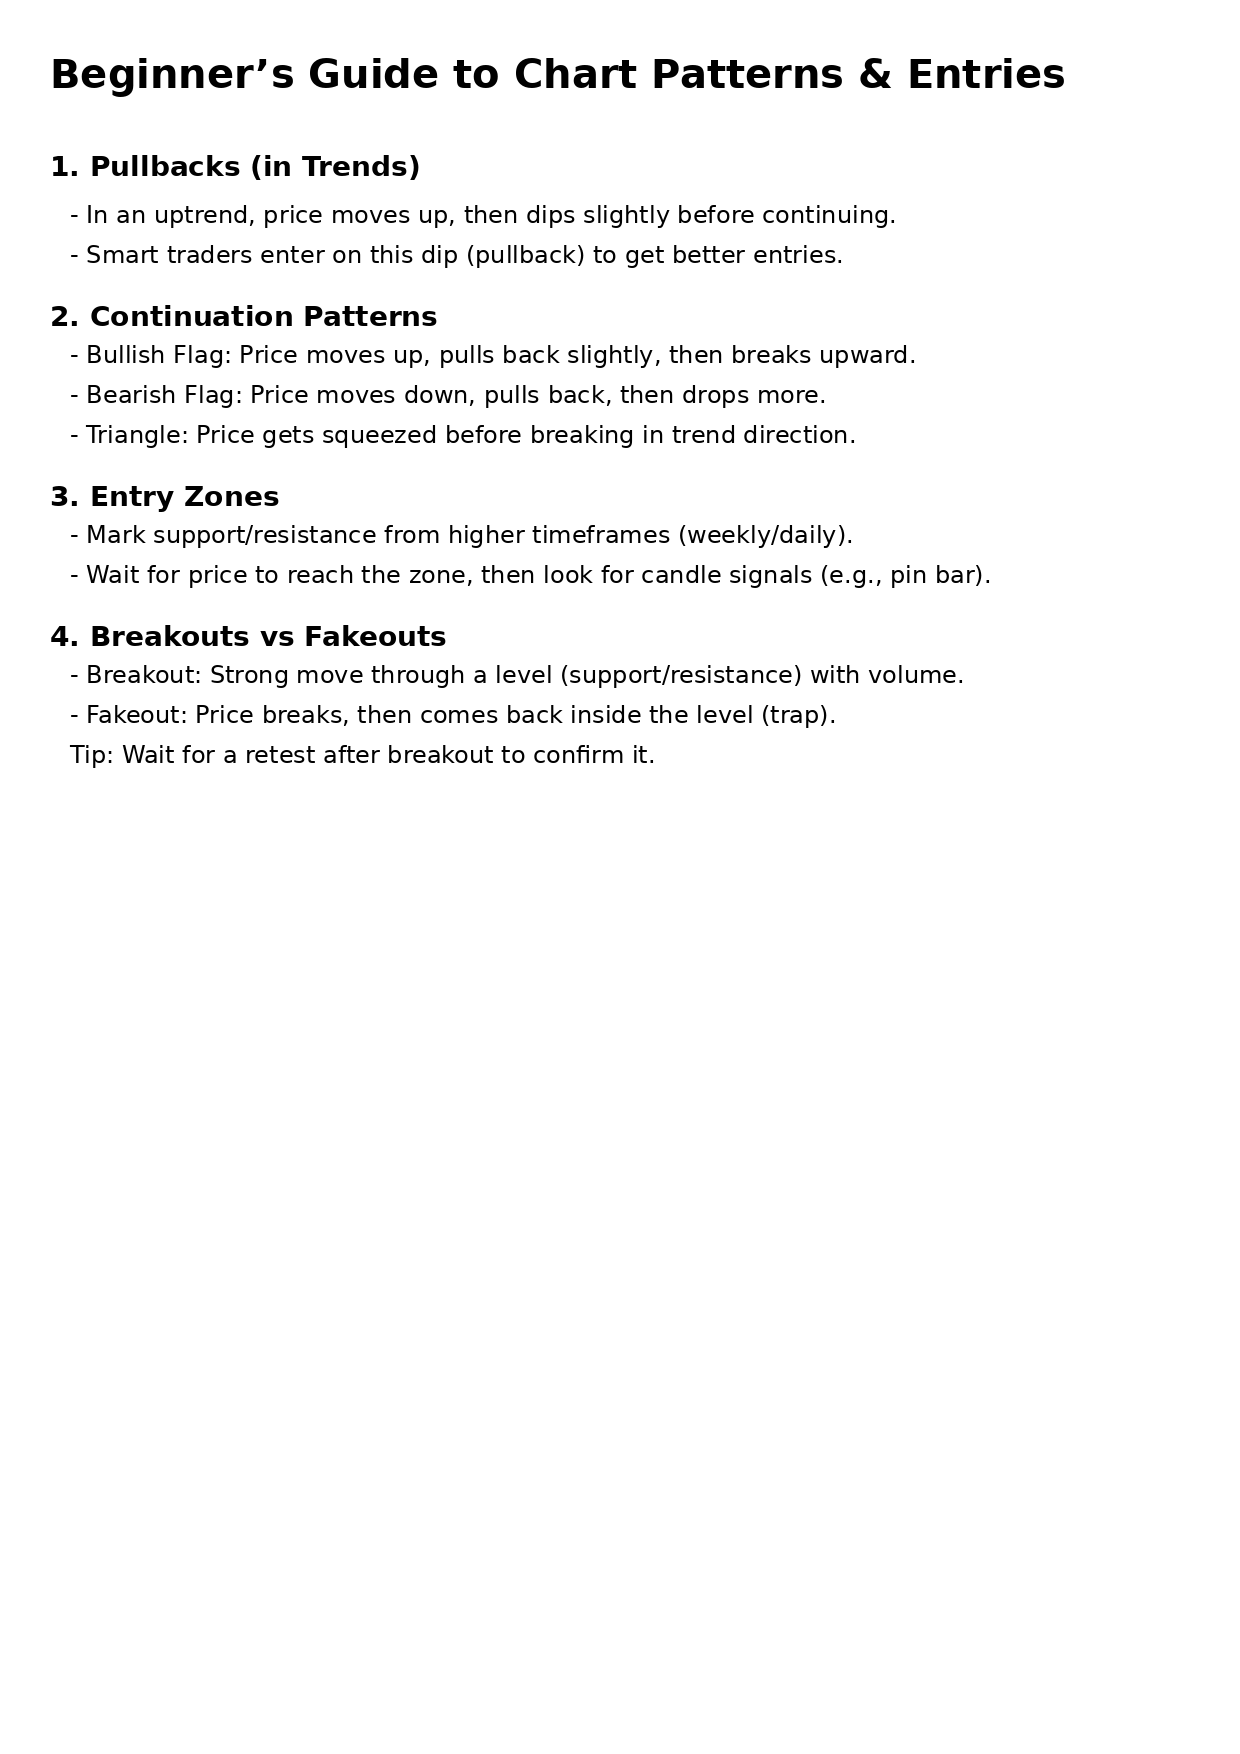 Beginner’s Guide to Chart Patterns & Entries
1. Pullbacks (in Trends)
- In an uptrend, price moves up, then dips slightly before continuing.
- Smart traders enter on this dip (pullback) to get better entries.
2. Continuation Patterns
- Bullish Flag: Price moves up, pulls back slightly, then breaks upward.
- Bearish Flag: Price moves down, pulls back, then drops more.
- Triangle: Price gets squeezed before breaking in trend direction.
3. Entry Zones
- Mark support/resistance from higher timeframes (weekly/daily).
- Wait for price to reach the zone, then look for candle signals (e.g., pin bar).
4. Breakouts vs Fakeouts
- Breakout: Strong move through a level (support/resistance) with volume.
- Fakeout: Price breaks, then comes back inside the level (trap).
Tip: Wait for a retest after breakout to confirm it.